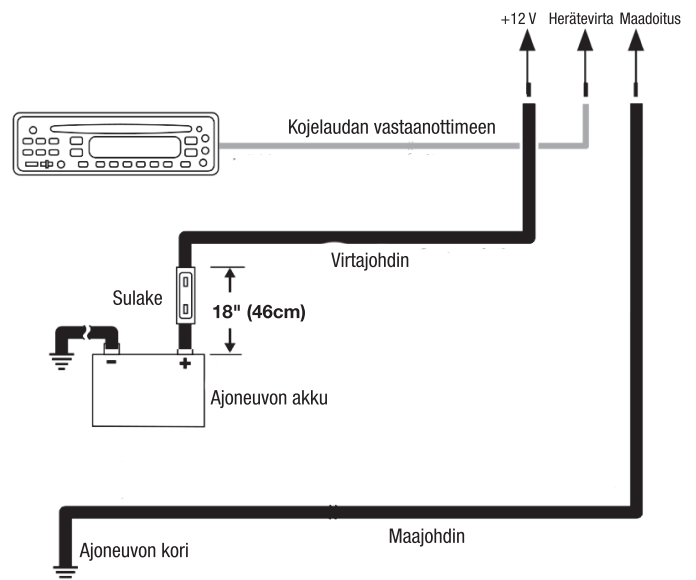 +12 V Herätevirta Maadoitus
Kojelaudan vastaanottimeen
Virtajohdin
Sulake
18" (46cm)
- +
Ajoneuvon akku
Maajohdin
Ajoneuvon kori